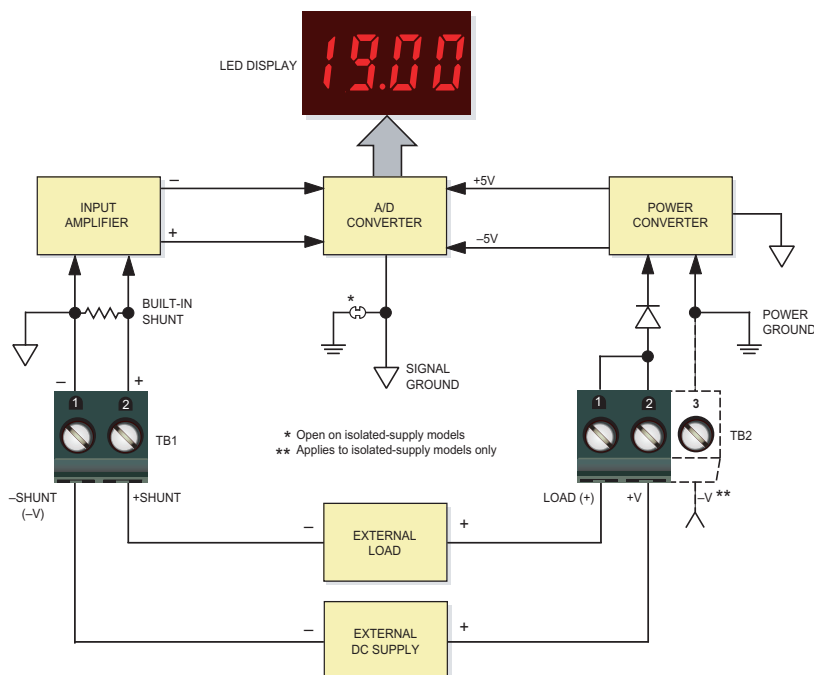 LED DISPLAY
19.00
–
+5V
INPUT
AMPLIFIER
A/D
CONVERTER
POWER
CONVERTER
+
–5V
*
BUILT-IN
SHUNT
POWER
GROUND
SIGNAL
GROUND
–
+
1
2
TB1
1
2
3
TB2
* Open on isolated-supply models
** Applies to isolated-supply models only
–SHUNT
(–V)
+SHUNT
LOAD (+)
+V
–V **
–
EXTERNAL
LOAD
+
–
EXTERNAL
DC SUPPLY
+